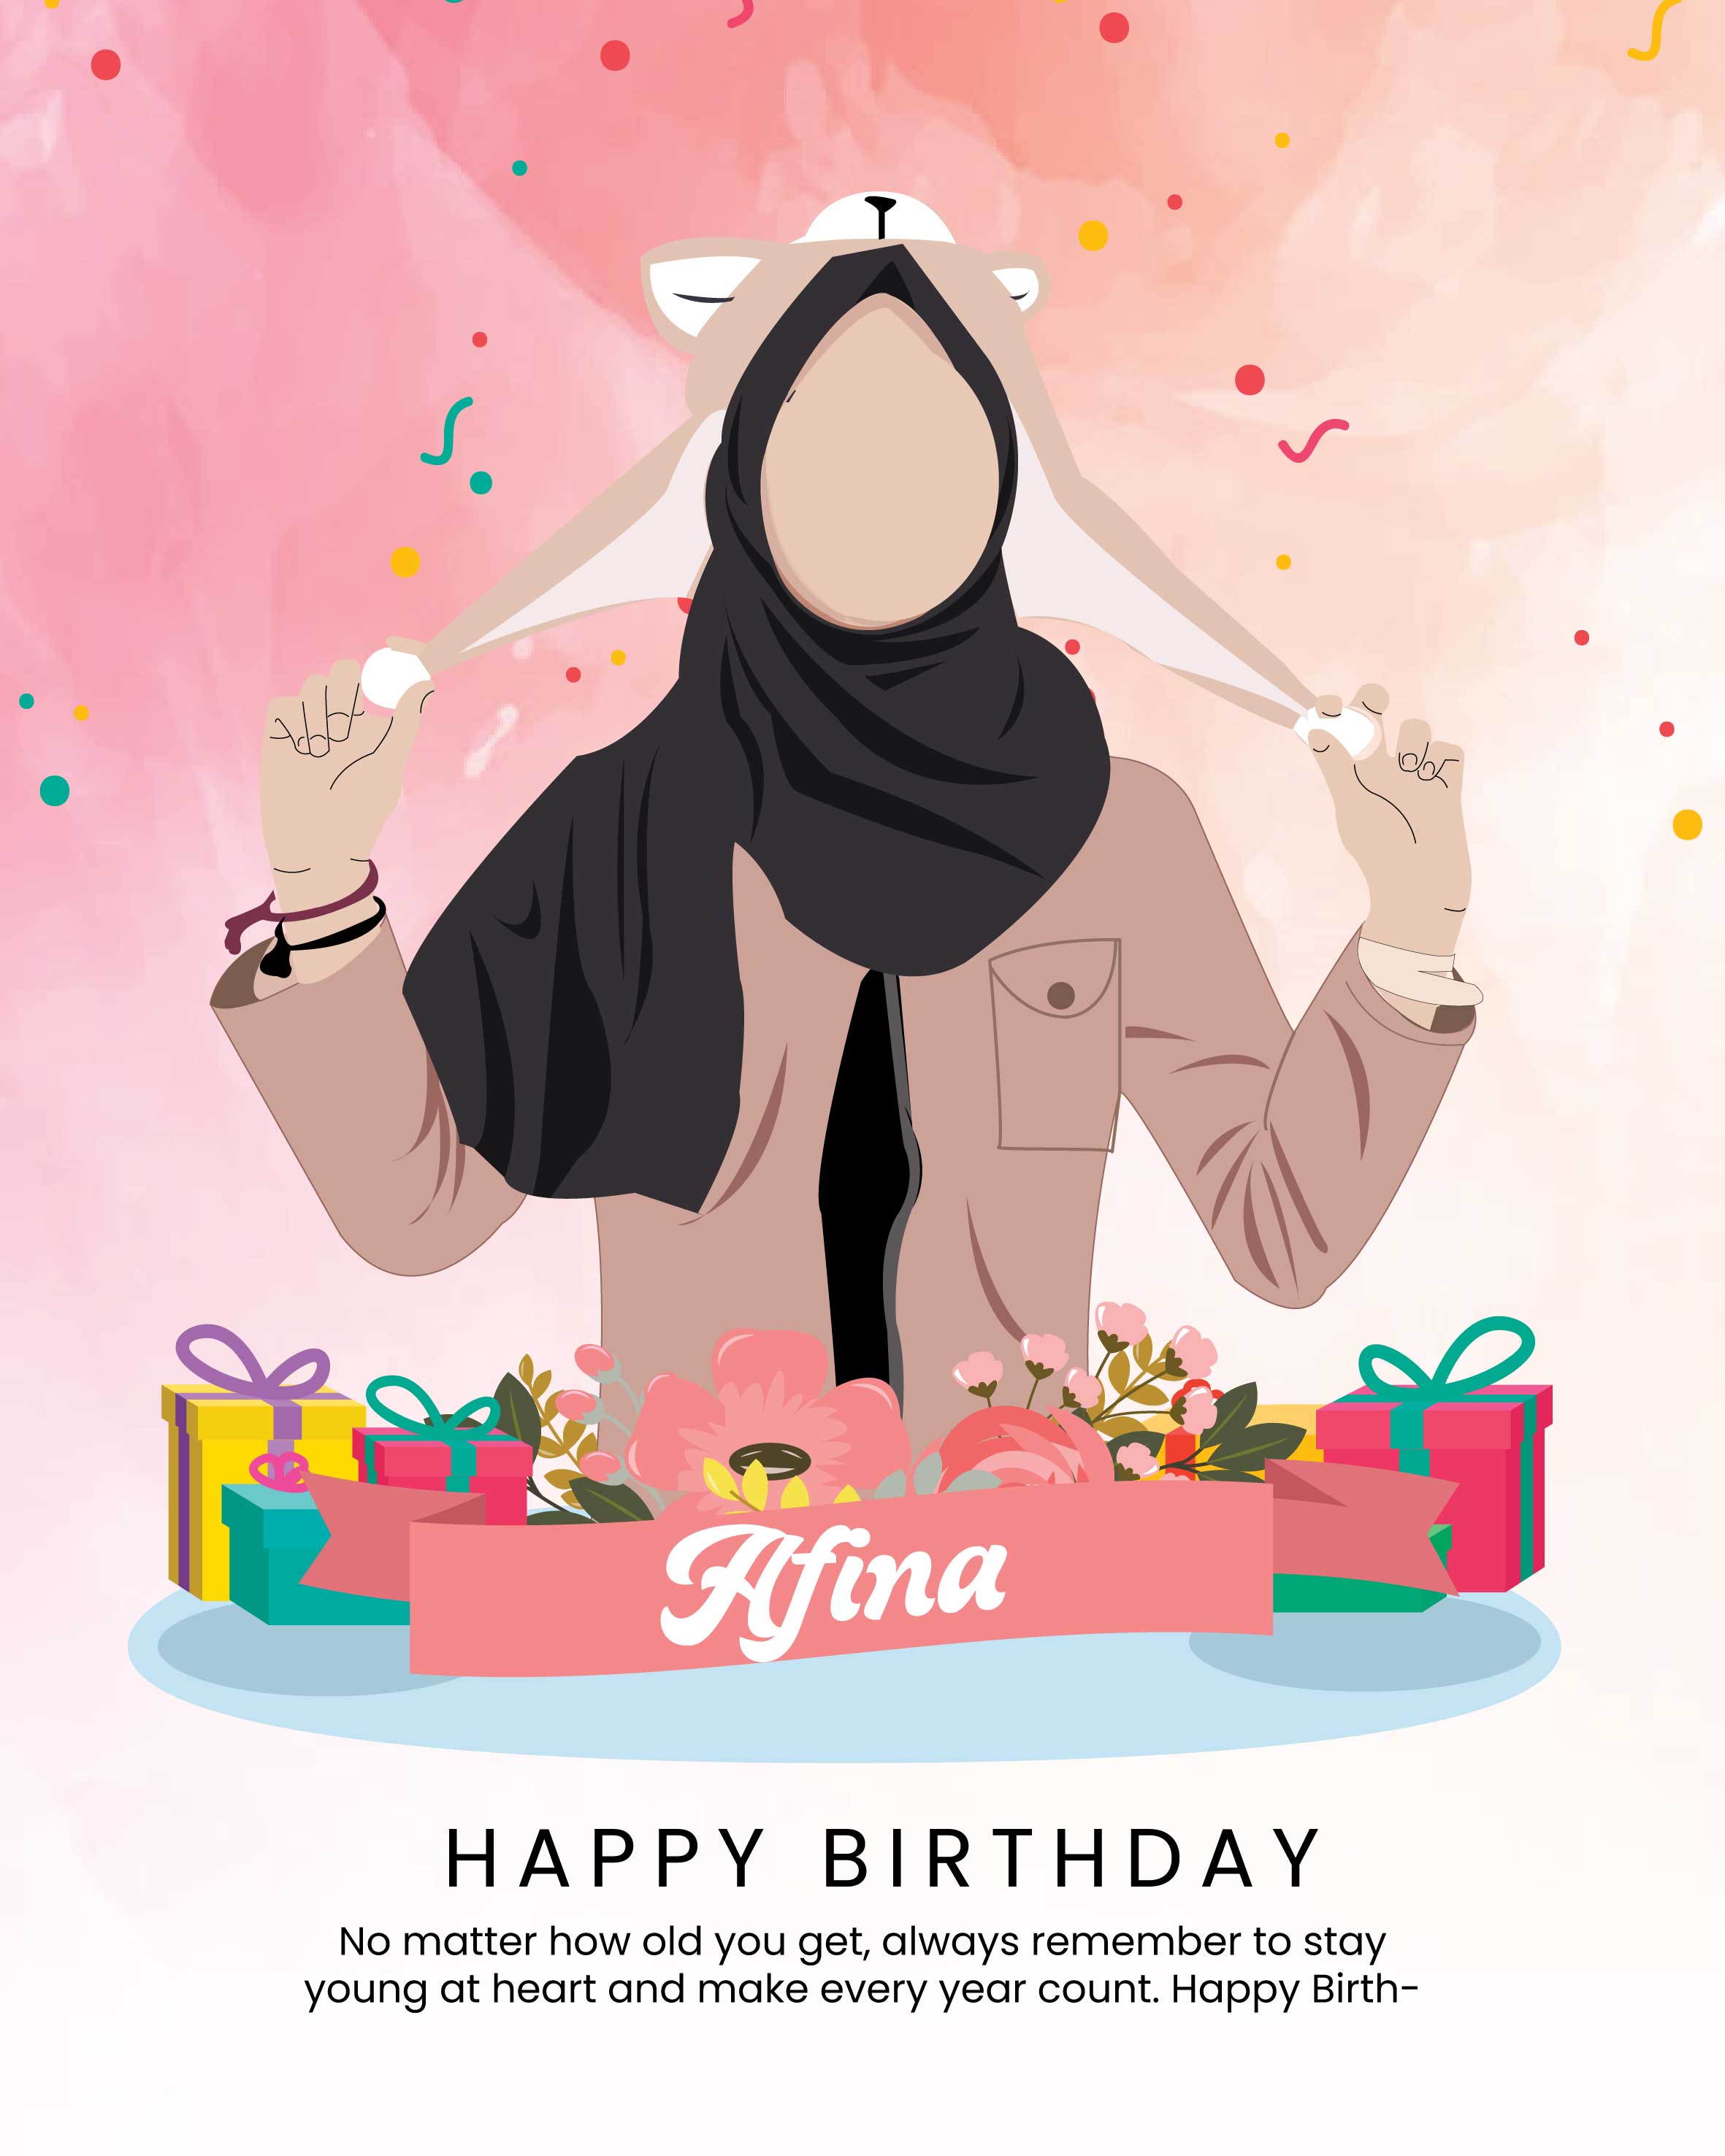 Afina
HAPPY BIRTHDAY
No matter how old you get, always remember to stay
young at heart and make every year count. Happy Birth-